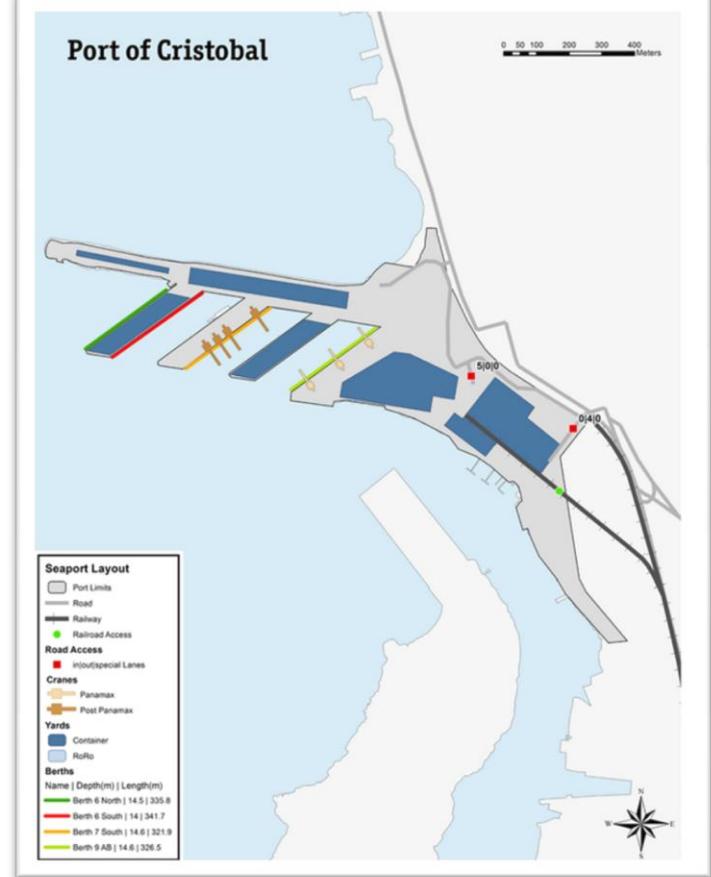 Port of Cristobal
0 50 100 200 300 400
Meters
5|0|0
0|4|0
Seaport Layout
Port Limits
Road
Railway
Railroad Access
Road Access
in|out|special Lanes
Cranes
Panamax
Post Panamax
Yards
Container
RoRo
Berths
Name | Depth(m) | Length(m)
Berth 6 North | 14.5 | 335.8
Berth 6 South | 14 | 341.7
Berth 7 South | 14.6 | 321.9
Berth 9 AB | 14.6 | 326.5
N
W E
S